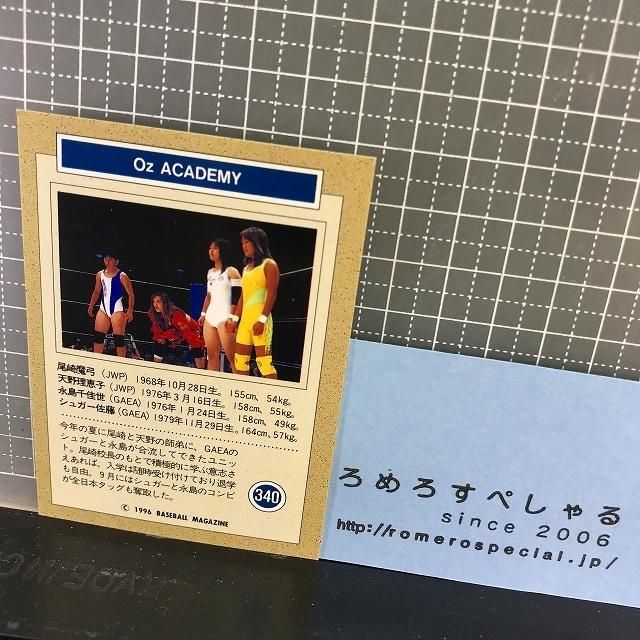 Oz ACADEMY
尾崎魔弓（JWP）1968年10月28日生。155cm、54kg。
天野理恵子（JWP）1976年3月16日生。158cm、55kg。
永島千佳世（GAEA）1976年1月24日生。158cm、49kg。
シュガー佐藤（GAEA）1979年11月29日生。164cm、57kg。
今年の夏に尾崎と天野の師弟に、GAEAの
シュガーと永島が合流してできたユニッ
ト。尾崎校長のもとで積極的に学ぶ意志さ
えあれば、入学は随時受け付けており退学
も自由。9月にはシュガーと永島のコンビ
が全日本タッグも奪取した。
340
© 1996 BASEBALL MAGAZINE
ろめろすぺしゃる
since 2006
http://romerospecial.jp/